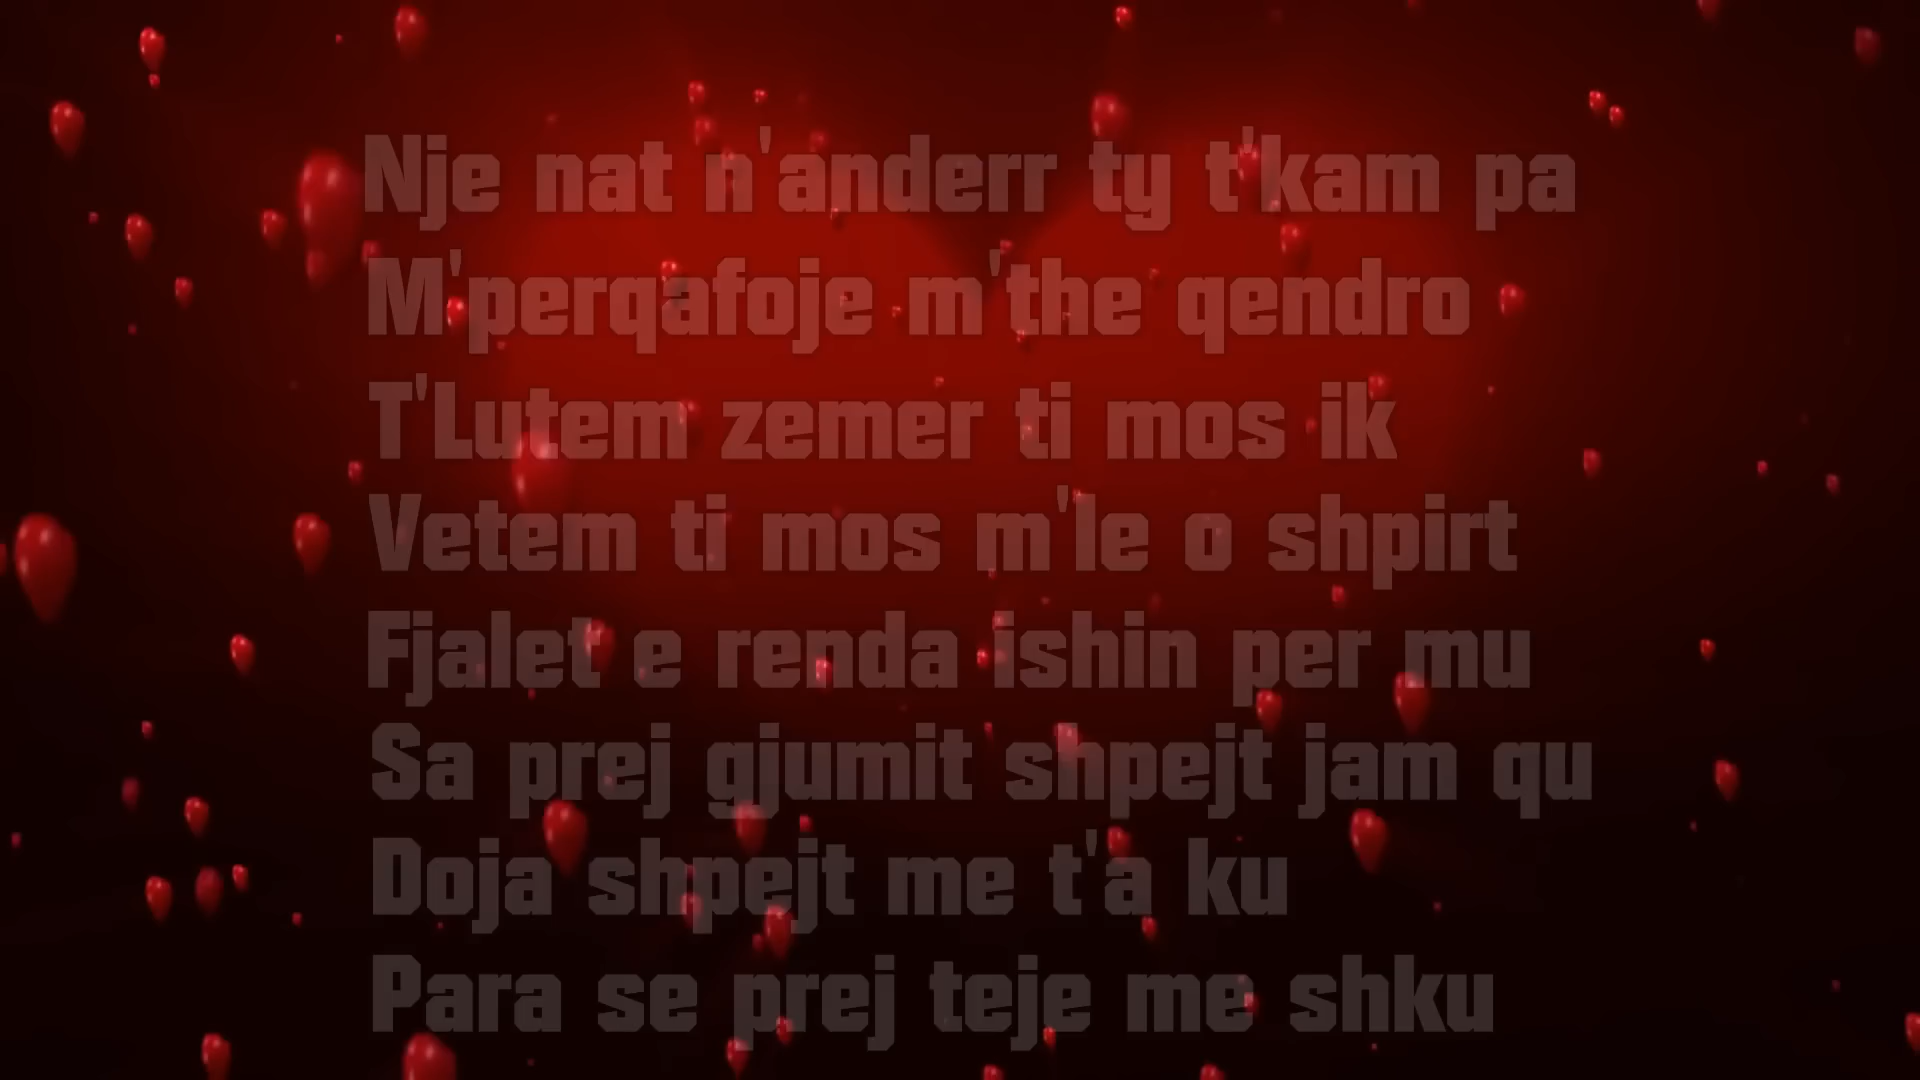 Nje nat n'anderr ty t'kam pa
M'perqafoje m'the qendro
T'Lutem zemer ti mos ik
Vetem ti mos m'le o shpirt
Fjalet e renda ishin per mu
Sa prej gjumit shpejt jam qu
Doja shpejt me t'a ku
Para se prej teje me shku